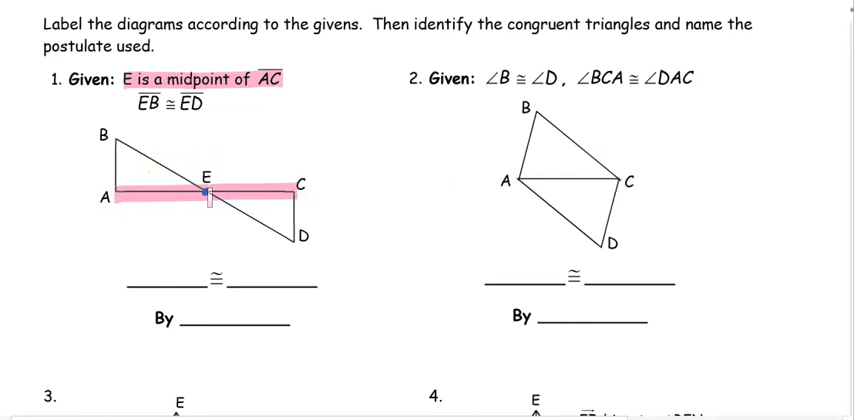 Label the diagrams according to the givens. Then identify the congruent triangles and name the
postulate used.
1. Given: E is a midpoint of AC
EB ≅ ED
B
E
A
C
D
≅
By
2. Given: ∠B ≅ ∠D, ∠BCA ≅ ∠DAC
B
A
C
D
≅
By
3.
E
4.
E